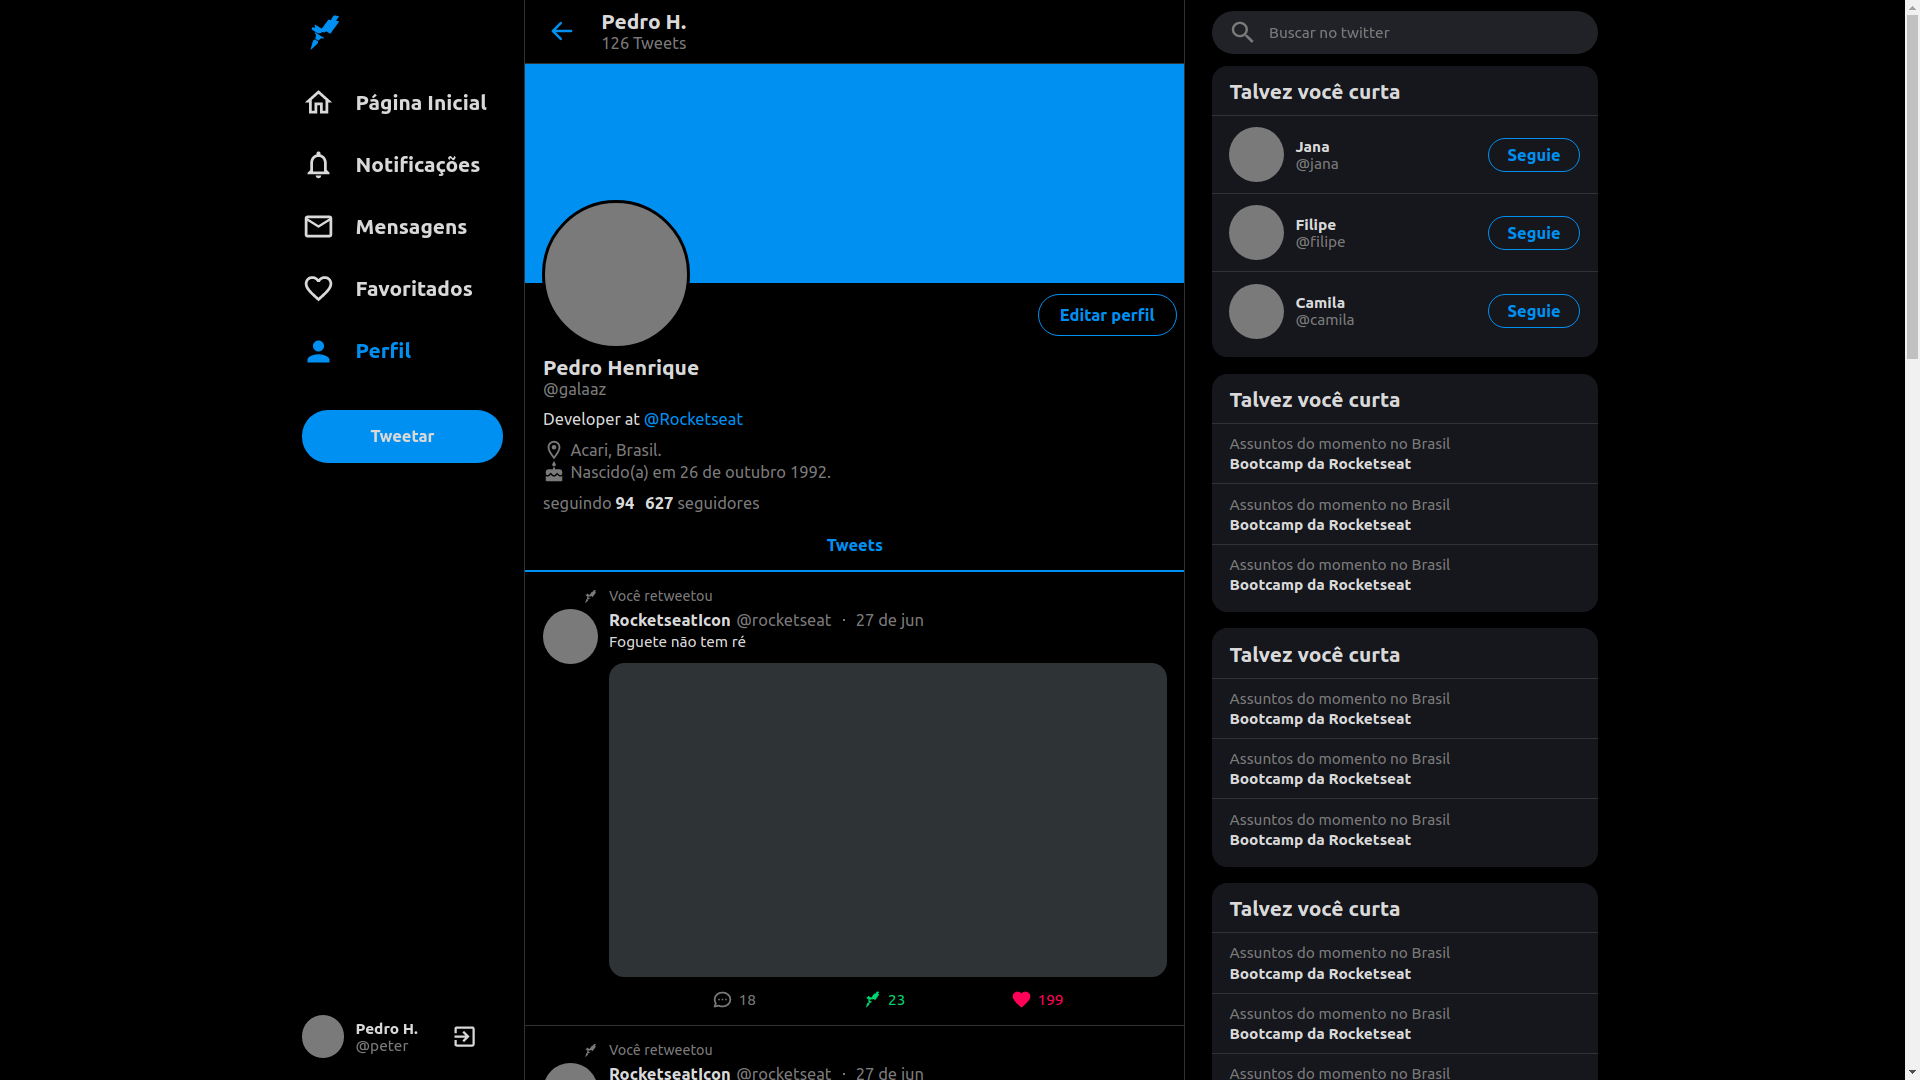 Página Inicial
Notificações
Mensagens
Favoritados
Perfil
Tweetar
Pedro H.
@peter
Pedro H.
126 Tweets
Editar perfil
Pedro Henrique
@galaaz
Developer at @Rocketseat
Acari, Brasil.
Nascido(a) em 26 de outubro 1992.
seguindo 94 627 seguidores
Tweets
Você retweetou
RocketseatIcon @rocketseat · 27 de jun
Foguete não tem ré
18 23 199
Você retweetou
RocketseatIcon @rocketseat · 27 de jun
Buscar no twitter
Talvez você curta
Jana
@jana
Seguie
Filipe
@filipe
Seguie
Camila
@camila
Seguie
Talvez você curta
Assuntos do momento no Brasil
Bootcamp da Rocketseat
Assuntos do momento no Brasil
Bootcamp da Rocketseat
Assuntos do momento no Brasil
Bootcamp da Rocketseat
Talvez você curta
Assuntos do momento no Brasil
Bootcamp da Rocketseat
Assuntos do momento no Brasil
Bootcamp da Rocketseat
Assuntos do momento no Brasil
Bootcamp da Rocketseat
Talvez você curta
Assuntos do momento no Brasil
Bootcamp da Rocketseat
Assuntos do momento no Brasil
Bootcamp da Rocketseat
Assuntos do momento no Brasil